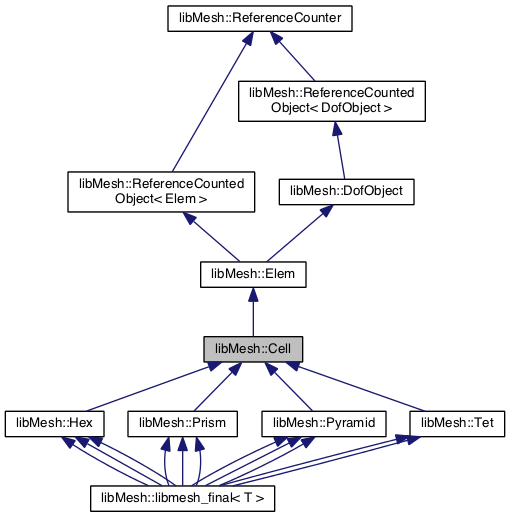 libMesh::ReferenceCounter
libMesh::ReferenceCounted
Object< DofObject >
libMesh::ReferenceCounted
Object< Elem >
libMesh::DofObject
libMesh::Elem
libMesh::Cell
libMesh::Hex
libMesh::Prism
libMesh::Pyramid
libMesh::Tet
libMesh::libmesh_final< T >